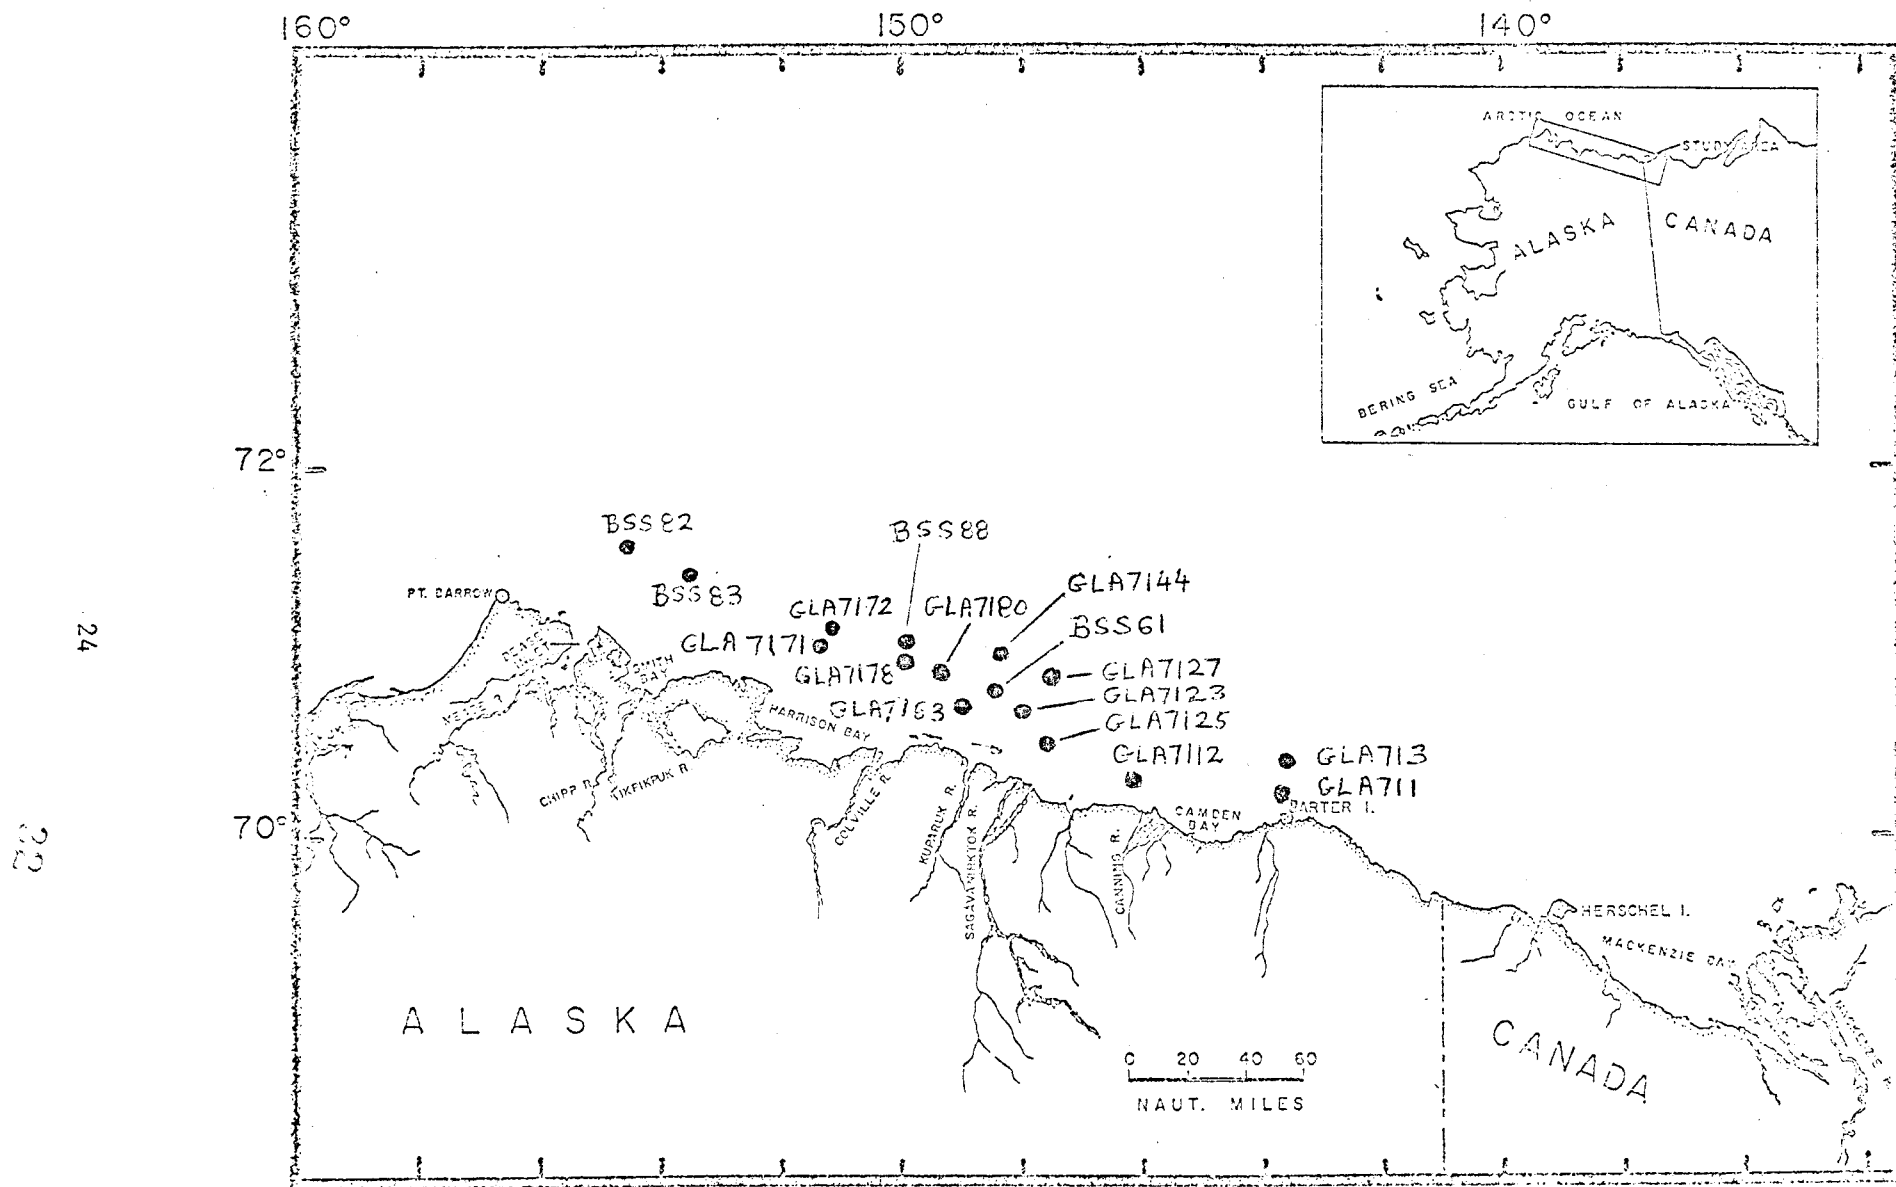 160°
150°
140°
ARCTIC OCEAN
STUDY AREA
ALASKA
CANADA
BERING SEA
GULF OF ALASKA
72°
BSS82
BSS88
BSS83
PT. BARROW
GLA7144
GLA7172
GLA7180
BSS61
GLA7171
SMITH
BAY
GLA7178
GLA7127
GLA7123
GLA7163
HARRISON BAY
GLA7125
GLA7112
GLA713
GLA711
BARTER I.
CAMDEN
BAY
70°
CHIPP R.
IKPIKPUK R.
COLVILLE R.
KUPARUK R.
SAGAVANIRKTOK R.
CANNING R.
HERSCHEL I.
MACKENZIE BAY
ALASKA
CANADA
0 20 40 60
NAUT. MILES
24
32